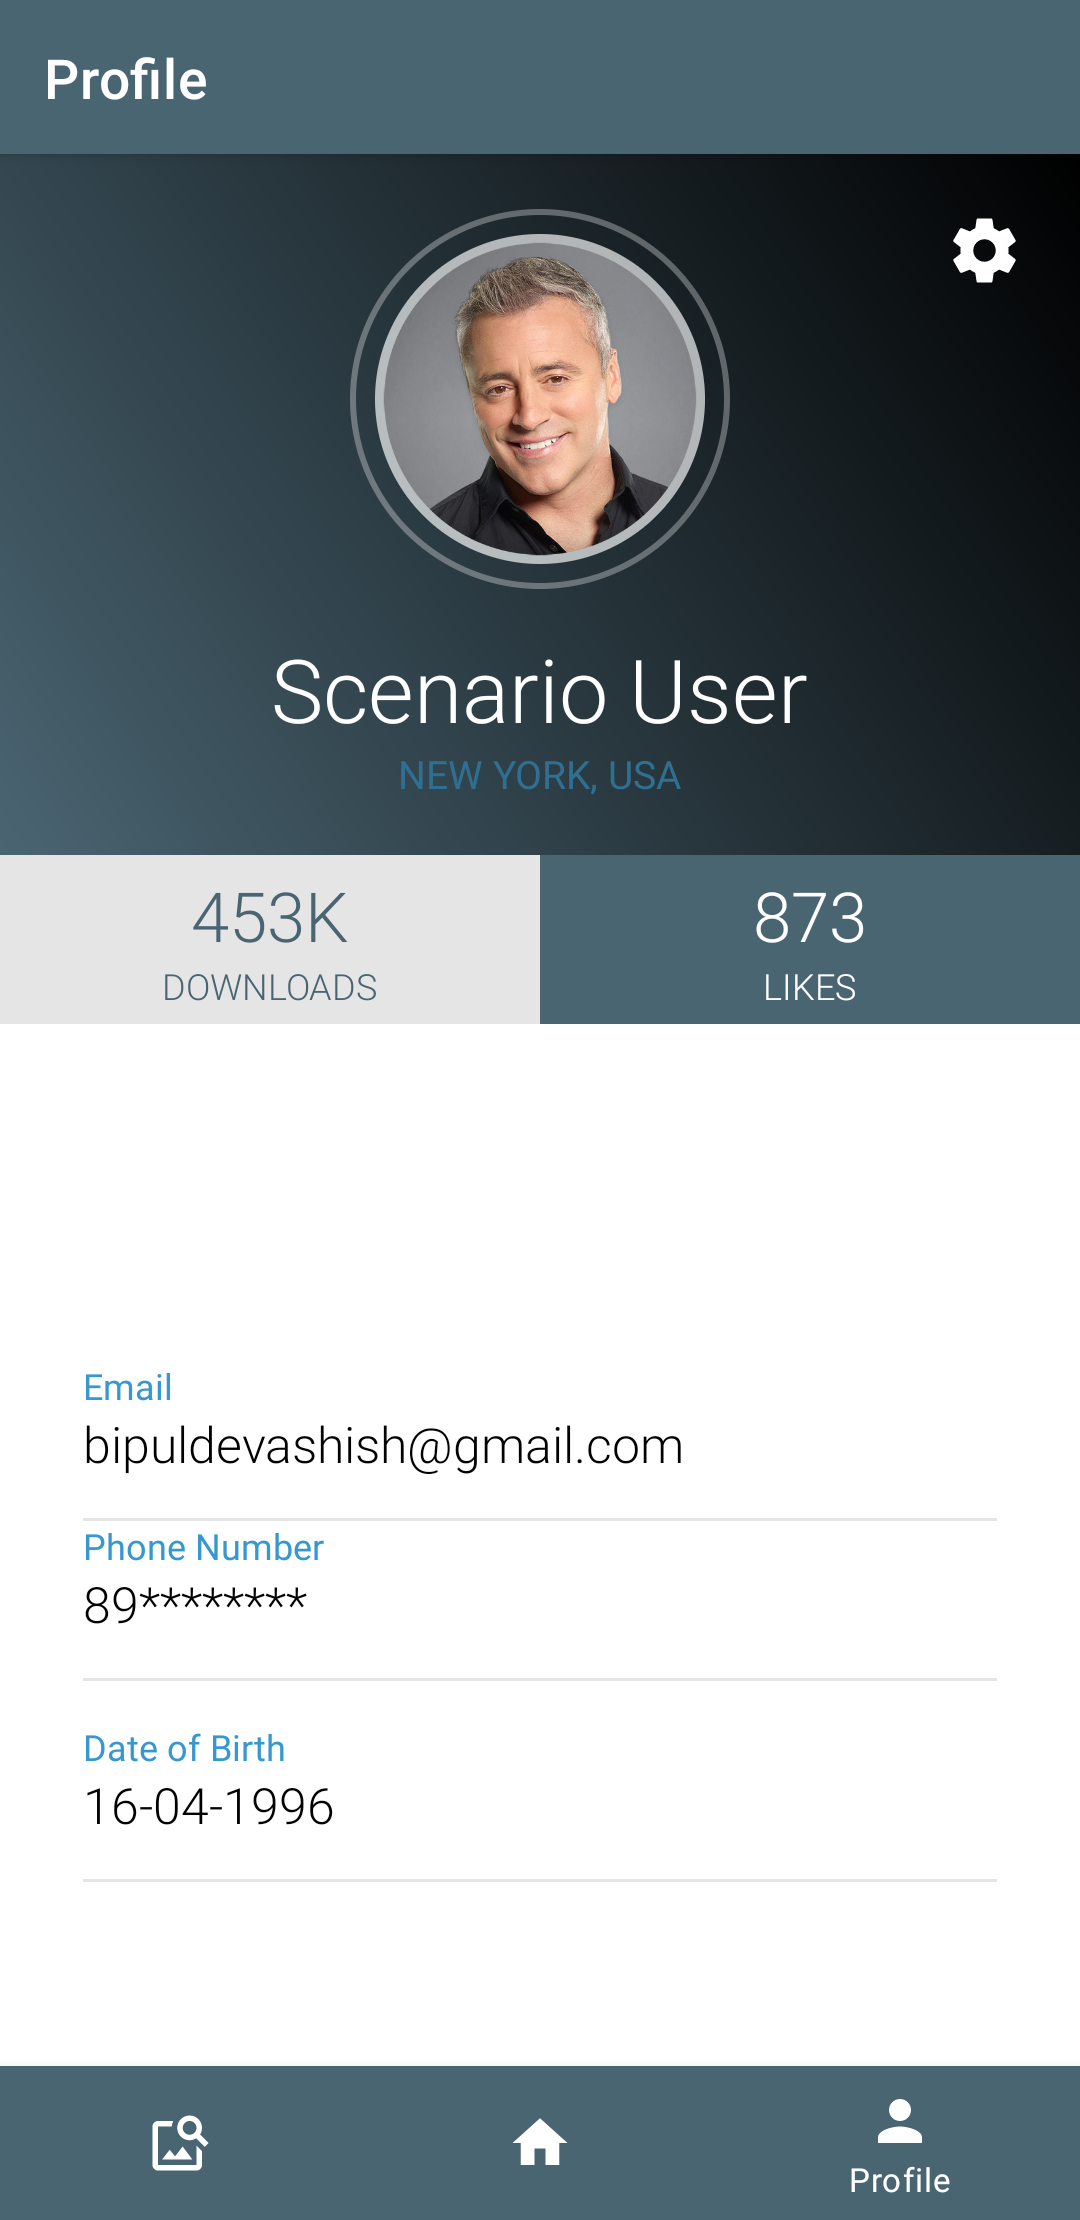 Profile
Scenario User
NEW YORK, USA
453K
DOWNLOADS
873
LIKES
Email
bipuldevashish@gmail.com
Phone Number
89********
Date of Birth
16-04-1996
Profile